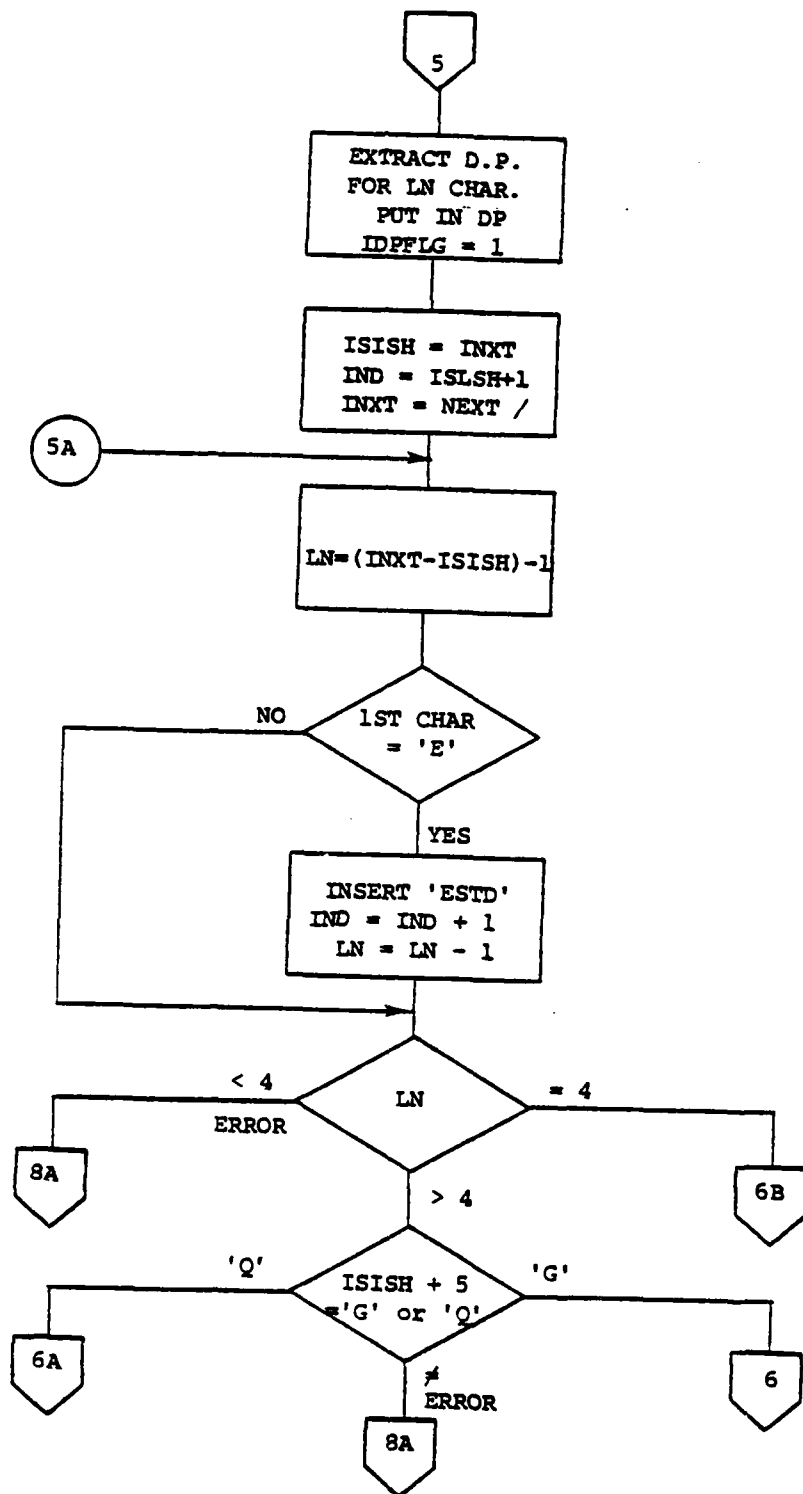 5
EXTRACT D.P.
FOR LN CHAR.
PUT IN DP
IDPFLG = 1
ISISH = INXT
IND = ISLSH+1
INXT = NEXT /
5A
LN=(INXT-ISISH)-1
NO
1ST CHAR
= 'E'
YES
INSERT 'ESTD'
IND = IND + 1
LN = LN - 1
< 4
LN
= 4
ERROR
8A
> 4
6B
'Q'
ISISH + 5
='G' or 'Q'
'G'
6A
≠
ERROR
6
8A